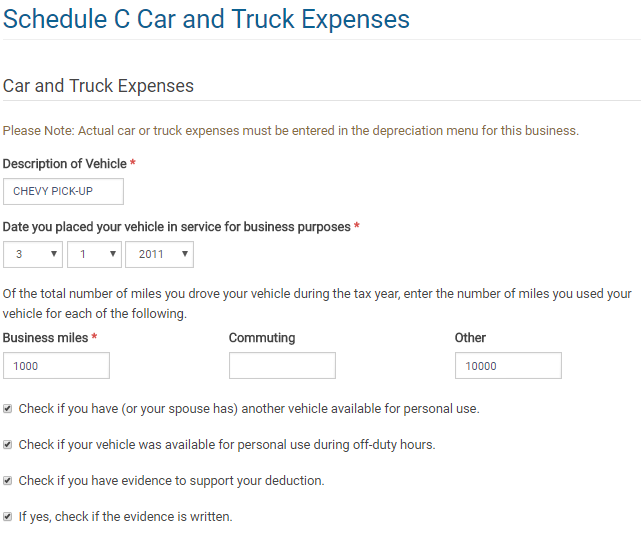 Schedule C Car and Truck Expenses
Car and Truck Expenses
Please Note: Actual car or truck expenses must be entered in the depreciation menu for this business.
Description of Vehicle *
CHEVY PICK-UP
Date you placed your vehicle in service for business purposes *
3 1 2011
Of the total number of miles you drove your vehicle during the tax year, enter the number of miles you used your
vehicle for each of the following.
Business miles * Commuting Other
1000 10000
Check if you have (or your spouse has) another vehicle available for personal use.
Check if your vehicle was available for personal use during off-duty hours.
Check if you have evidence to support your deduction.
If yes, check if the evidence is written.